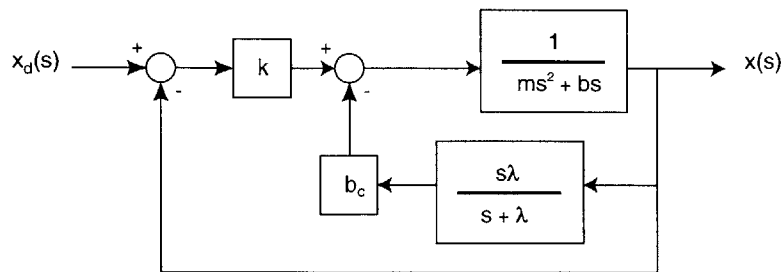 x_d(s)
+
-
k
+
-
1
ms² + bs
x(s)
b_c
sλ
s + λ